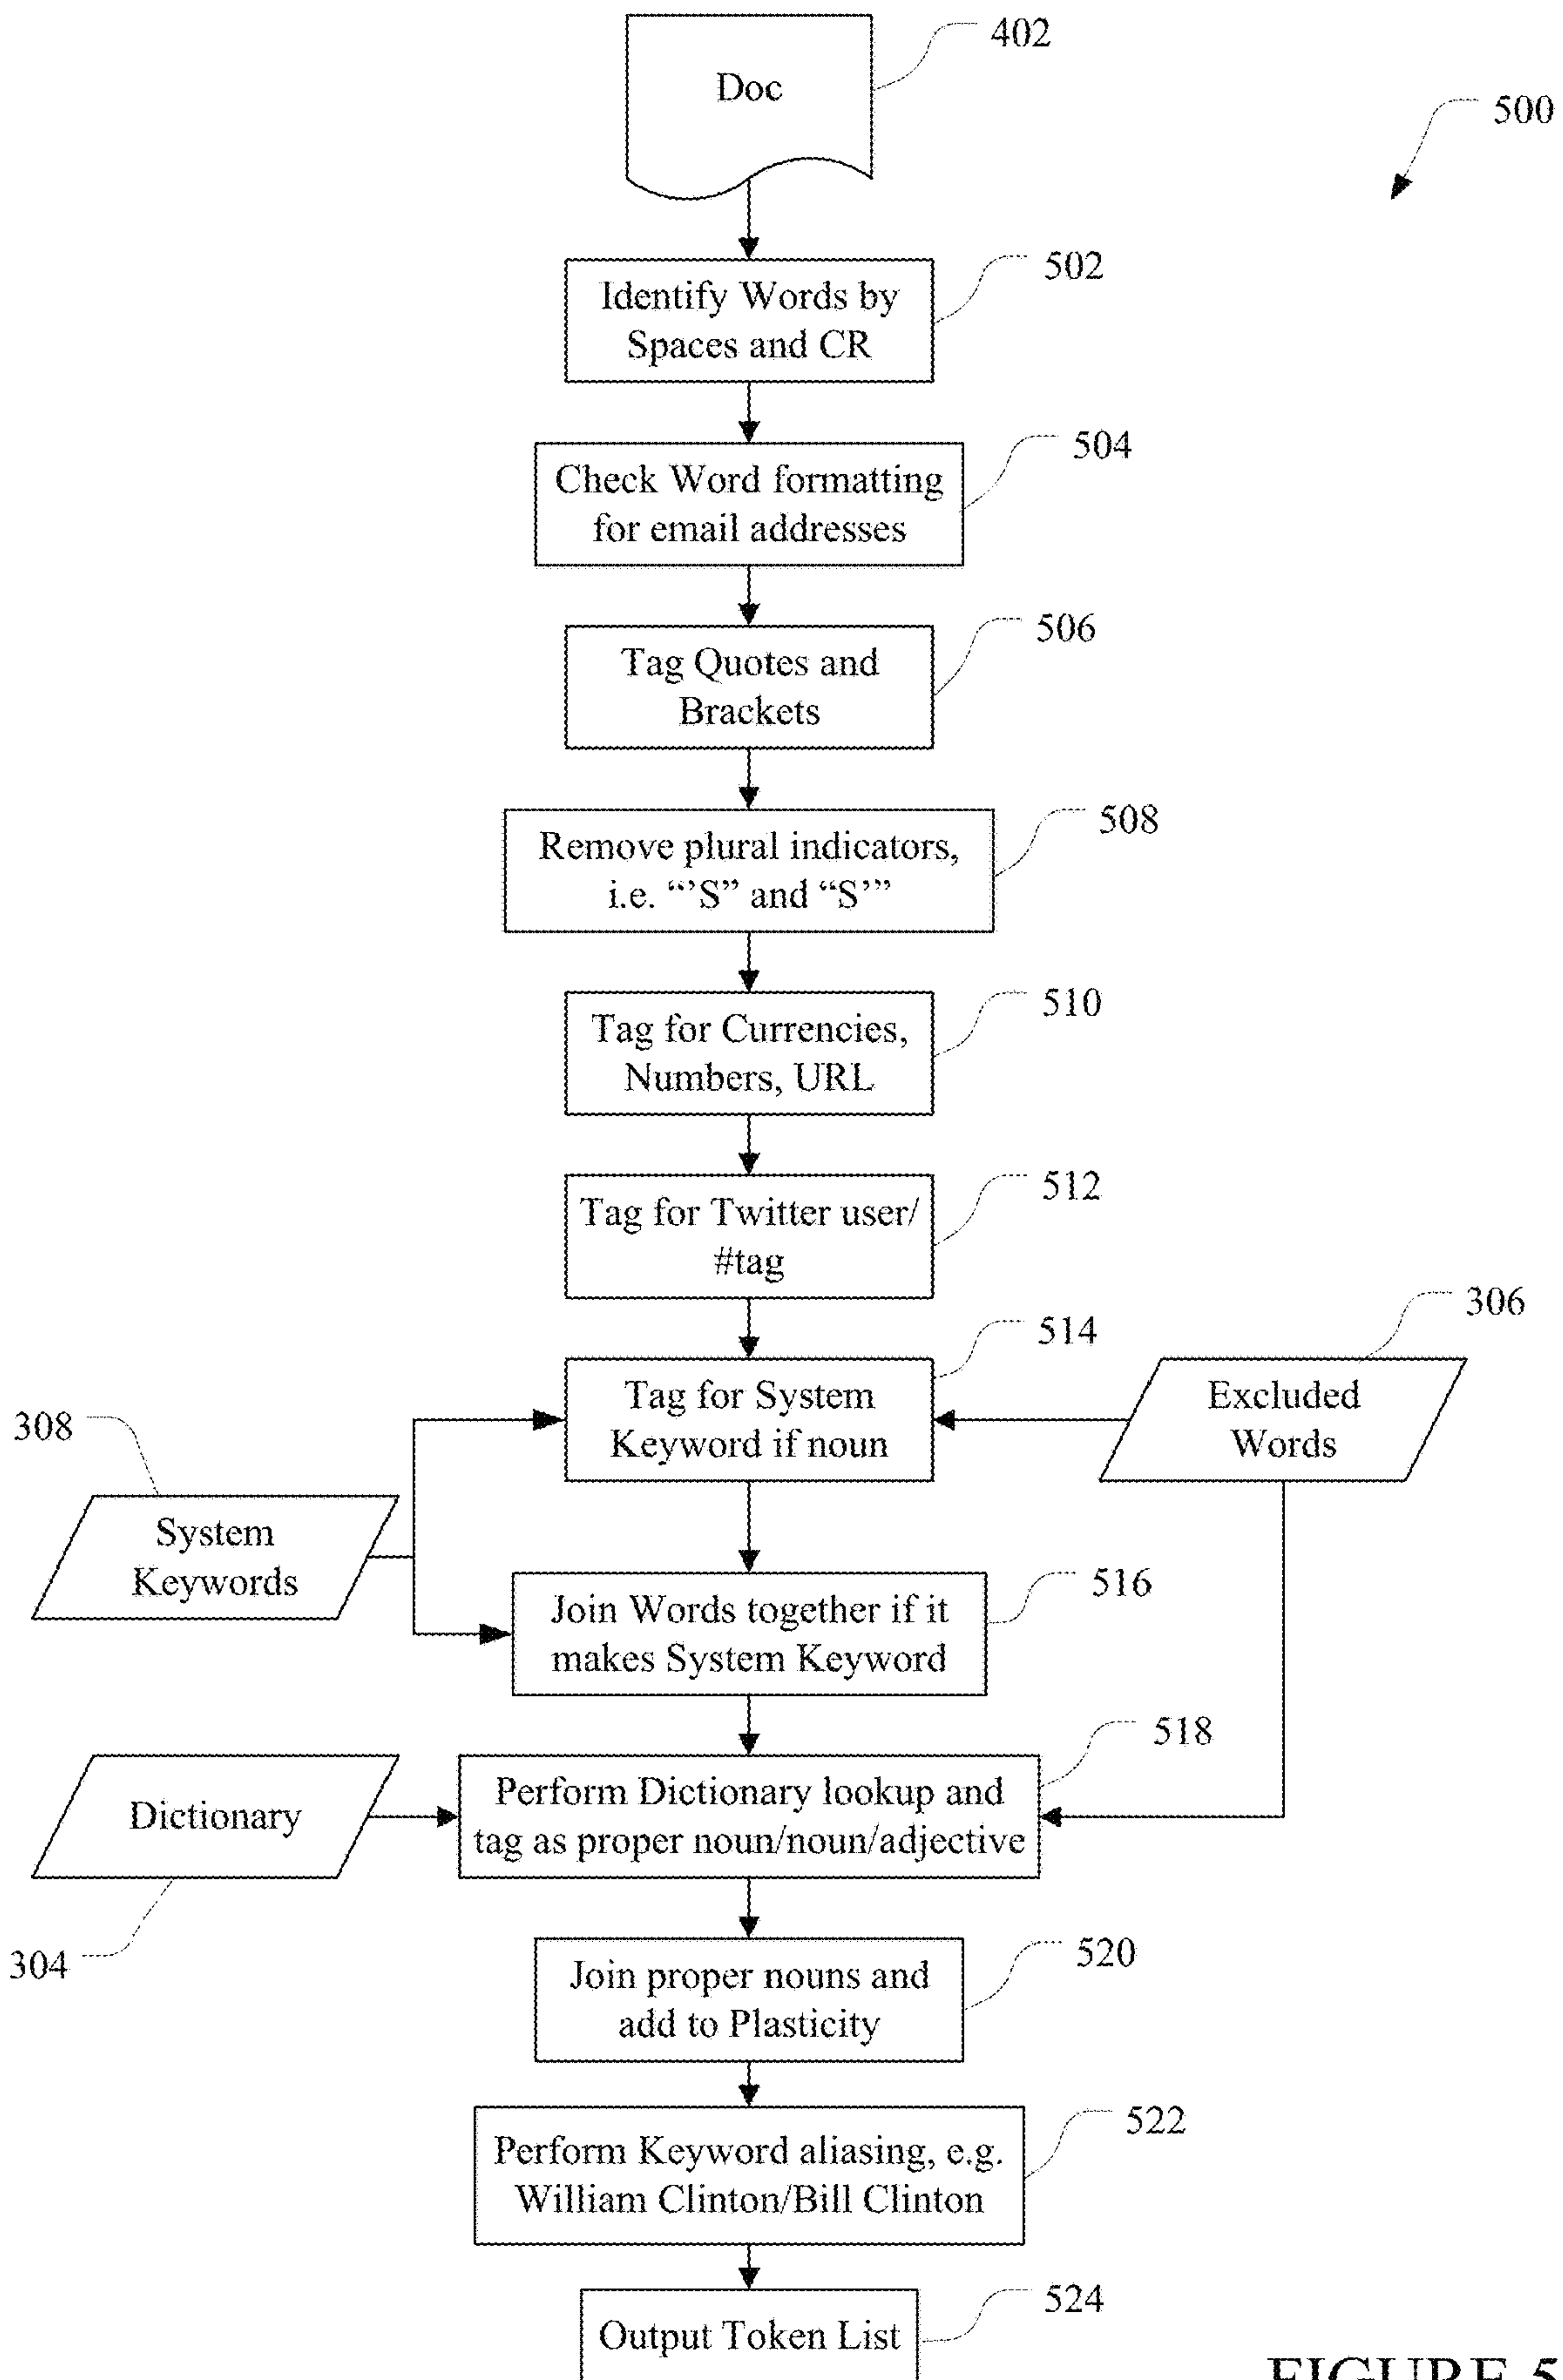 402
Doc
500
502
Identify Words by
Spaces and CR
504
Check Word formatting
for email addresses
506
Tag Quotes and
Brackets
508
Remove plural indicators,
i.e. “’S” and “S’”
510
Tag for Currencies,
Numbers, URL
512
Tag for Twitter user/
#tag
306
514
Tag for System
Keyword if noun
Excluded
Words
308
System
Keywords
516
Join Words together if it
makes System Keyword
518
Dictionary
Perform Dictionary lookup and
tag as proper noun/noun/adjective
304
520
Join proper nouns and
add to Plasticity
522
Perform Keyword aliasing, e.g.
William Clinton/Bill Clinton
524
Output Token List
FIGURE 5